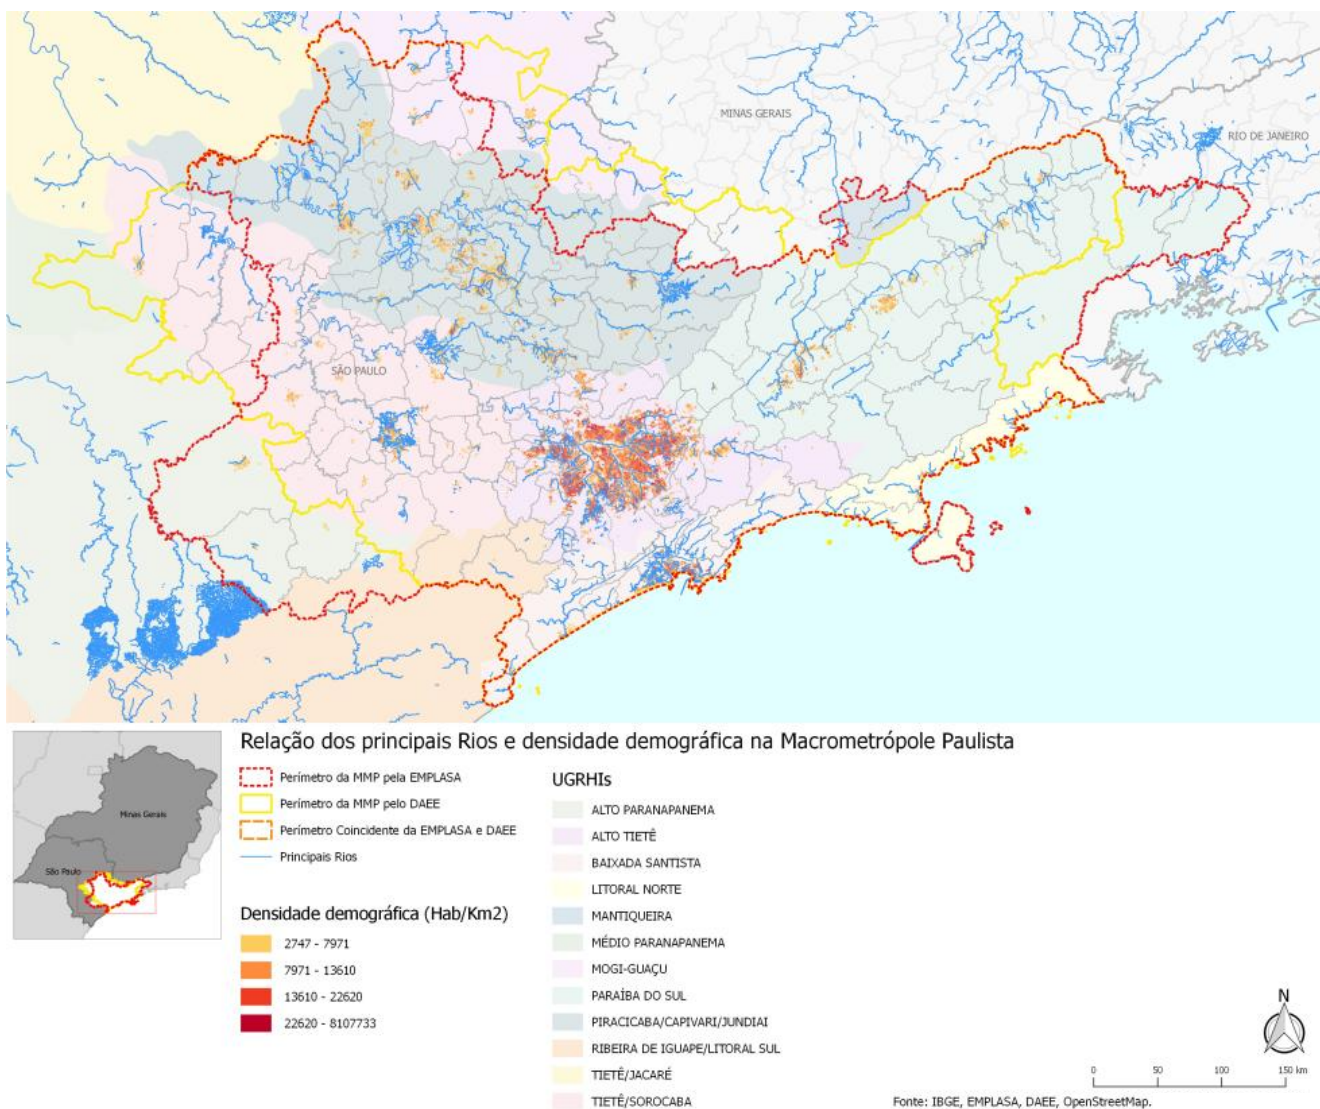 MINAS GERAIS
RIO DE JANEIRO
SÃO PAULO
Minas Gerais
São Paulo
Relação dos principais Rios e densidade demográfica na Macrometrópole Paulista
Perímetro da MMP pela EMPLASA
Perímetro da MMP pelo DAEE
Perímetro Coincidente da EMPLASA e DAEE
Principais Rios
Densidade demográfica (Hab/Km2)
2747 - 7971
7971 - 13610
13610 - 22620
22620 - 8107733
UGRHIs
ALTO PARANAPANEMA
ALTO TIETÊ
BAIXADA SANTISTA
LITORAL NORTE
MANTIQUEIRA
MÉDIO PARANAPANEMA
MOGI-GUAÇU
PARAÍBA DO SUL
PIRACICABA/CAPIVARI/JUNDIAI
RIBEIRA DE IGUAPE/LITORAL SUL
TIETÊ/JACARÉ
TIETÊ/SOROCABA
N
0 50 100 150 km
Fonte: IBGE, EMPLASA, DAEE, OpenStreetMap.